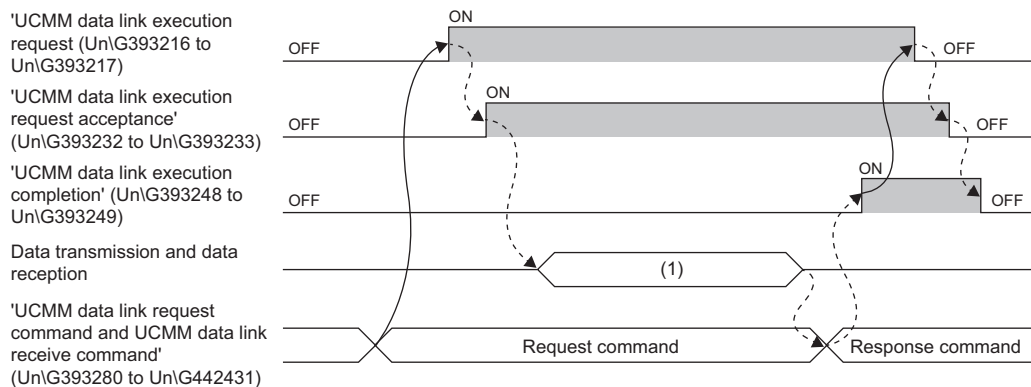 'UCMM data link execution
request (Un\G393216 to
Un\G393217)
OFF
ON
OFF
'UCMM data link execution
request acceptance'
(Un\G393232 to Un\G393233)
OFF
ON
OFF
'UCMM data link execution
completion' (Un\G393248 to
Un\G393249)
OFF
ON
OFF
Data transmission and data
reception
(1)
'UCMM data link request
command and UCMM data link
receive command'
(Un\G393280 to Un\G442431)
Request command
Response command